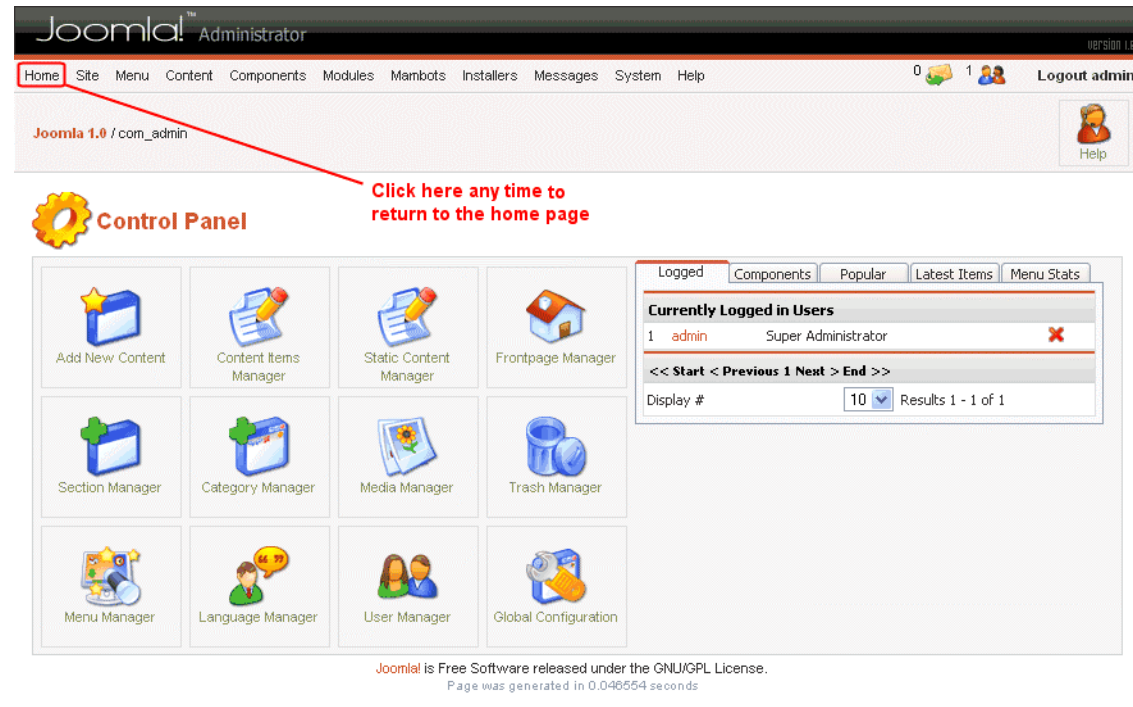 Joomla!™ Administrator
version 1.
Home Site Menu Content Components Modules Mambots Installers Messages System Help 0 1 Logout admin
Joomla 1.0 / com_admin
Help
Click here any time to
return to the home page
Control Panel
Add New Content
Content Items
Manager
Static Content
Manager
Frontpage Manager
Section Manager
Category Manager
Media Manager
Trash Manager
Menu Manager
Language Manager
User Manager
Global Configuration
Logged Components Popular Latest Items Menu Stats
Currently Logged in Users
1 admin Super Administrator
<< Start < Previous 1 Next > End >>
Display # 10 Results 1 - 1 of 1
Joomla! is Free Software released under the GNU/GPL License.
Page was generated in 0.046554 seconds